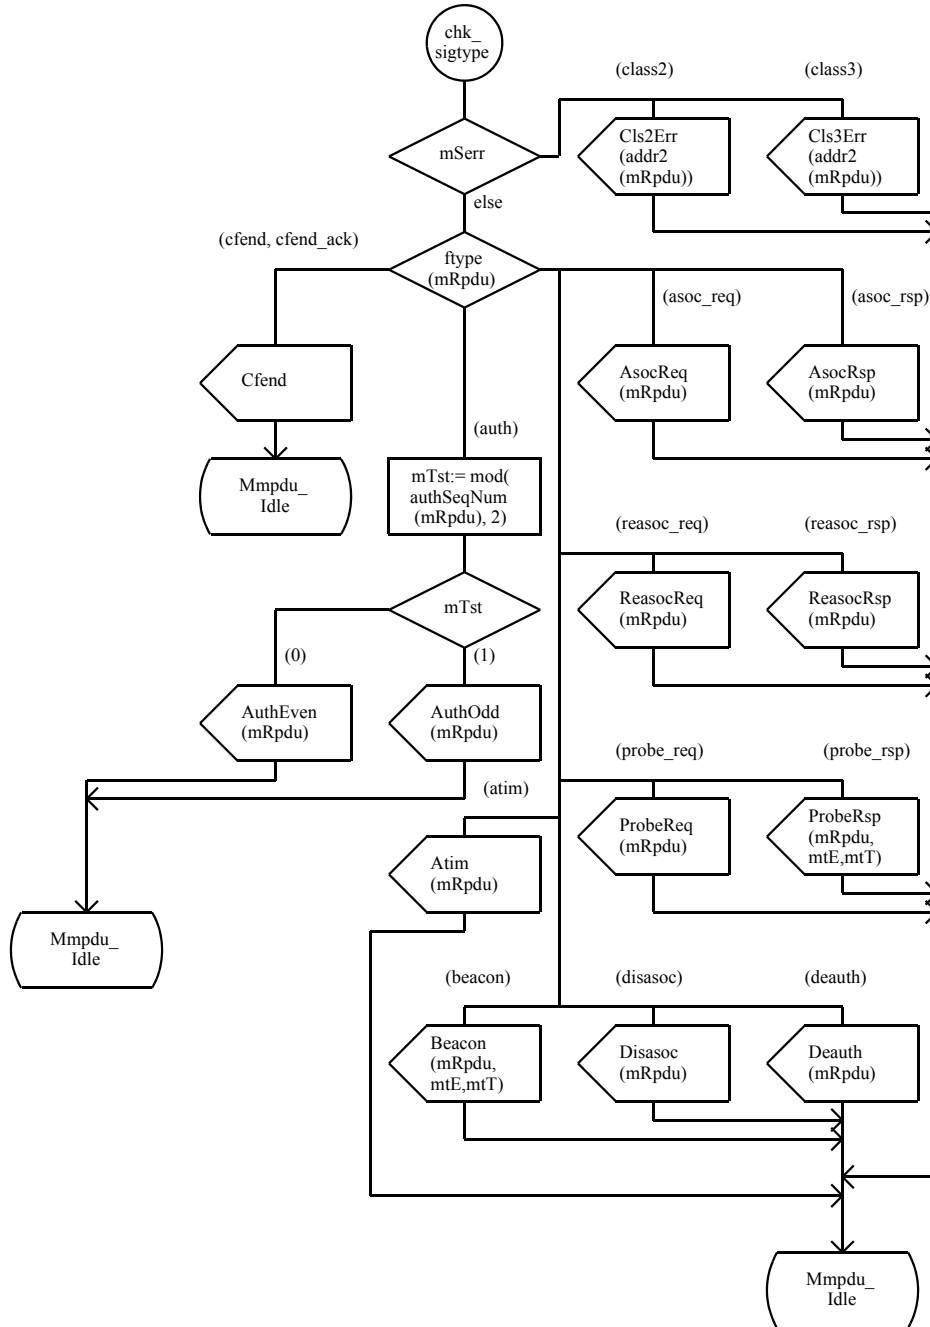 chk_
sigtype
(class2)
(class3)
mSerr
Cls2Err
(addr2
(mRpdu))
Cls3Err
(addr2
(mRpdu))
else
(cfend, cfend_ack)
ftype
(mRpdu)
(asoc_req)
(asoc_rsp)
Cfend
AsocReq
(mRpdu)
AsocRsp
(mRpdu)
(auth)
Mmpdu_
Idle
mTst:= mod(
authSeqNum
(mRpdu), 2)
(reasoc_req)
(reasoc_rsp)
mTst
ReasocReq
(mRpdu)
ReasocRsp
(mRpdu)
(0)
(1)
AuthEven
(mRpdu)
AuthOdd
(mRpdu)
(probe_req)
(probe_rsp)
(atim)
ProbeReq
(mRpdu)
ProbeRsp
(mRpdu,
mtE,mtT)
Atim
(mRpdu)
Mmpdu_
Idle
(beacon)
(disasoc)
(deauth)
Beacon
(mRpdu,
mtE,mtT)
Disasoc
(mRpdu)
Deauth
(mRpdu)
Mmpdu_
Idle